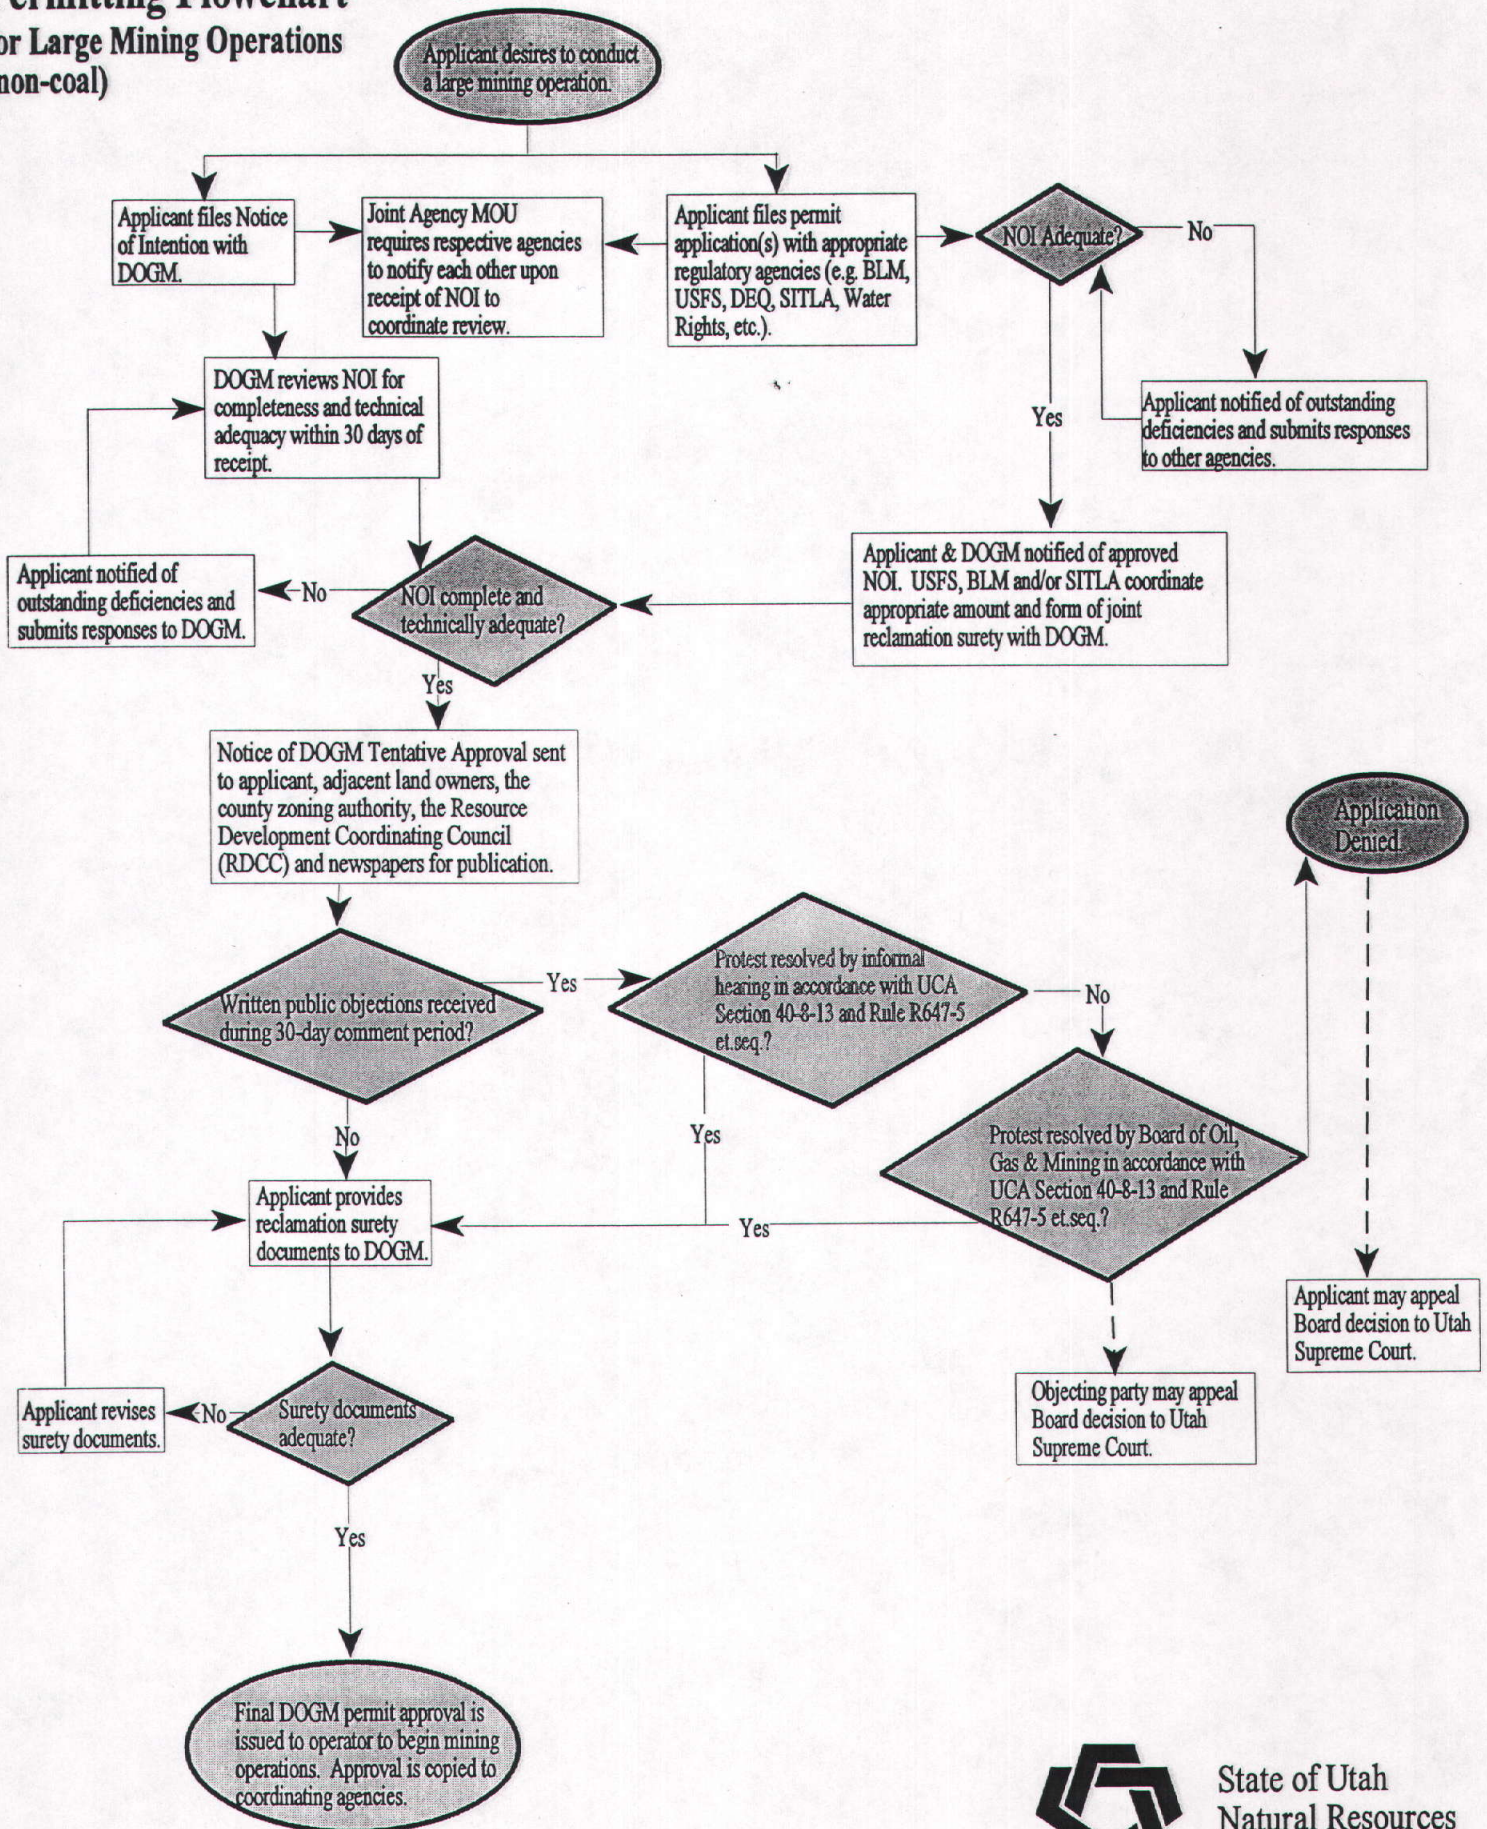 Permitting Flowchart
or Large Mining Operations
non-coal)
Applicant desires to conduct
a large mining operation.
Applicant files Notice
of Intention with
DOGM.
Joint Agency MOU
requires respective agencies
to notify each other upon
receipt of NOI to
coordinate review.
Applicant files permit
application(s) with appropriate
regulatory agencies (e.g. BLM,
USFS, DEQ, SITLA, Water
Rights, etc.).
NOI Adequate?
No
Yes
Applicant notified of outstanding
deficiencies and submits responses
to other agencies.
DOGM reviews NOI for
completeness and technical
adequacy within 30 days of
receipt.
Applicant notified of
outstanding deficiencies and
submits responses to DOGM.
No
NOI complete and
technically adequate?
Applicant & DOGM notified of approved
NOI. USFS, BLM and/or SITLA coordinate
appropriate amount and form of joint
reclamation surety with DOGM.
Yes
Notice of DOGM Tentative Approval sent
to applicant, adjacent land owners, the
county zoning authority, the Resource
Development Coordinating Council
(RDCC) and newspapers for publication.
Application
Denied.
Written public objections received
during 30-day comment period?
Yes
Protest resolved by informal
hearing in accordance with UCA
Section 40-8-13 and Rule R647-5
et.seq.?
No
No
Yes
Protest resolved by Board of Oil,
Gas & Mining in accordance with
UCA Section 40-8-13 and Rule
R647-5 et.seq.?
Applicant provides
reclamation surety
documents to DOGM.
Yes
Applicant may appeal
Board decision to Utah
Supreme Court.
Objecting party may appeal
Board decision to Utah
Supreme Court.
Applicant revises
surety documents.
No
Surety documents
adequate?
Yes
Final DOGM permit approval is
issued to operator to begin mining
operations. Approval is copied to
coordinating agencies.
State of Utah
Natural Resources